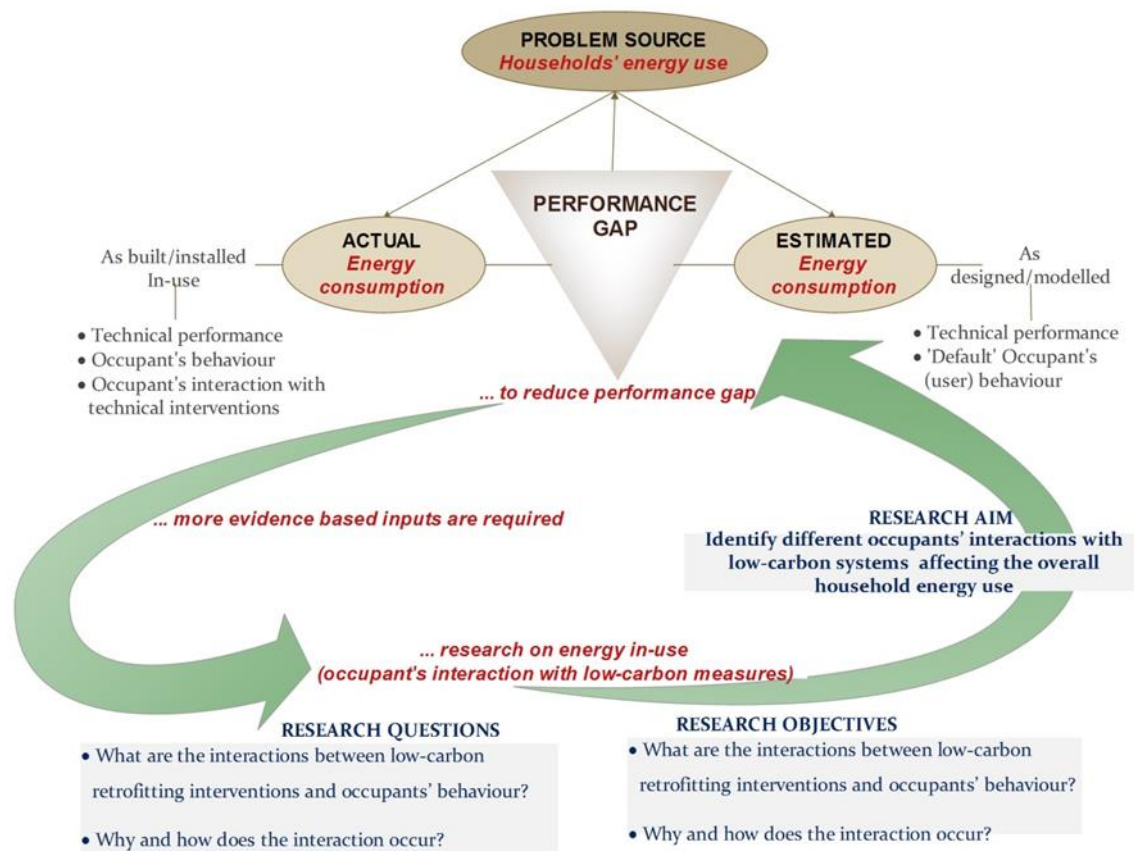 PROBLEM SOURCE
Households' energy use
PERFORMANCE
GAP
ACTUAL
Energy
consumption
ESTIMATED
Energy
consumption
As built/installed
In-use
• Technical performance
• Occupant's behaviour
• Occupant's interaction with
technical interventions
As
designed/modelled
• Technical performance
• 'Default' Occupant's
(user) behaviour
... to reduce performance gap
... more evidence based inputs are required
RESEARCH AIM
Identify different occupants' interactions with
low-carbon systems affecting the overall
household energy use
... research on energy in-use
(occupant's interaction with low-carbon measures)
RESEARCH QUESTIONS
• What are the interactions between low-carbon
retrofitting interventions and occupants' behaviour?
• Why and how does the interaction occur?
RESEARCH OBJECTIVES
• What are the interactions between low-carbon
retrofitting interventions and occupants' behaviour?
• Why and how does the interaction occur?